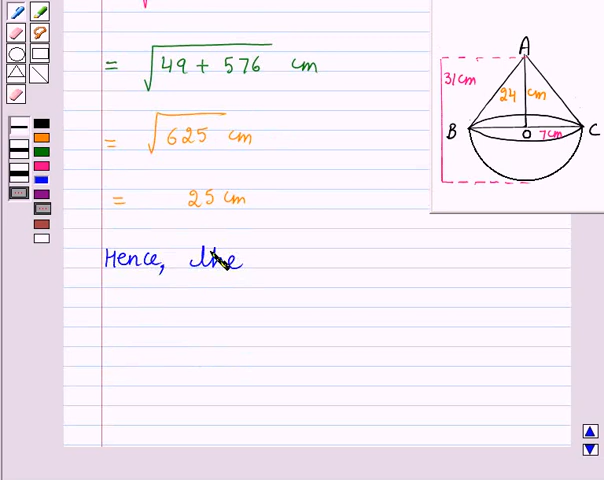 = √49 + 576 cm
= √625 cm
= 25 cm
Hence, the
A
31cm
24 cm
B
O
7cm
C